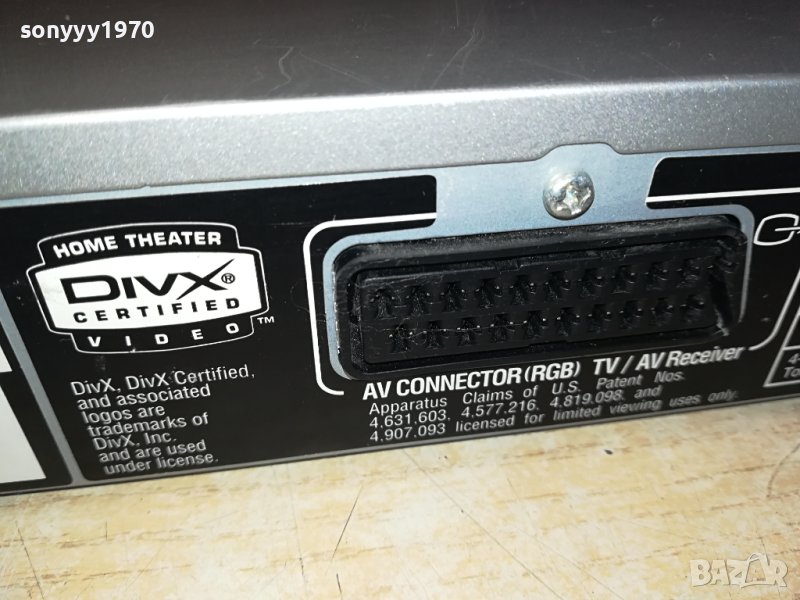 sonyyy1970
HOME THEATER
DIVX®
CERTIFIED
VIDEO™
DivX, DivX Certified,
and associated
logos are
trademarks of
DivX, Inc.
and are used
under license.
AV CONNECTOR(RGB) TV / AV Receiver
Apparatus Claims of U.S. Patent Nos.
4.631.603, 4.577.216, 4.819.098, and
4.907.093 licensed for limited viewing uses only.
BAZAR